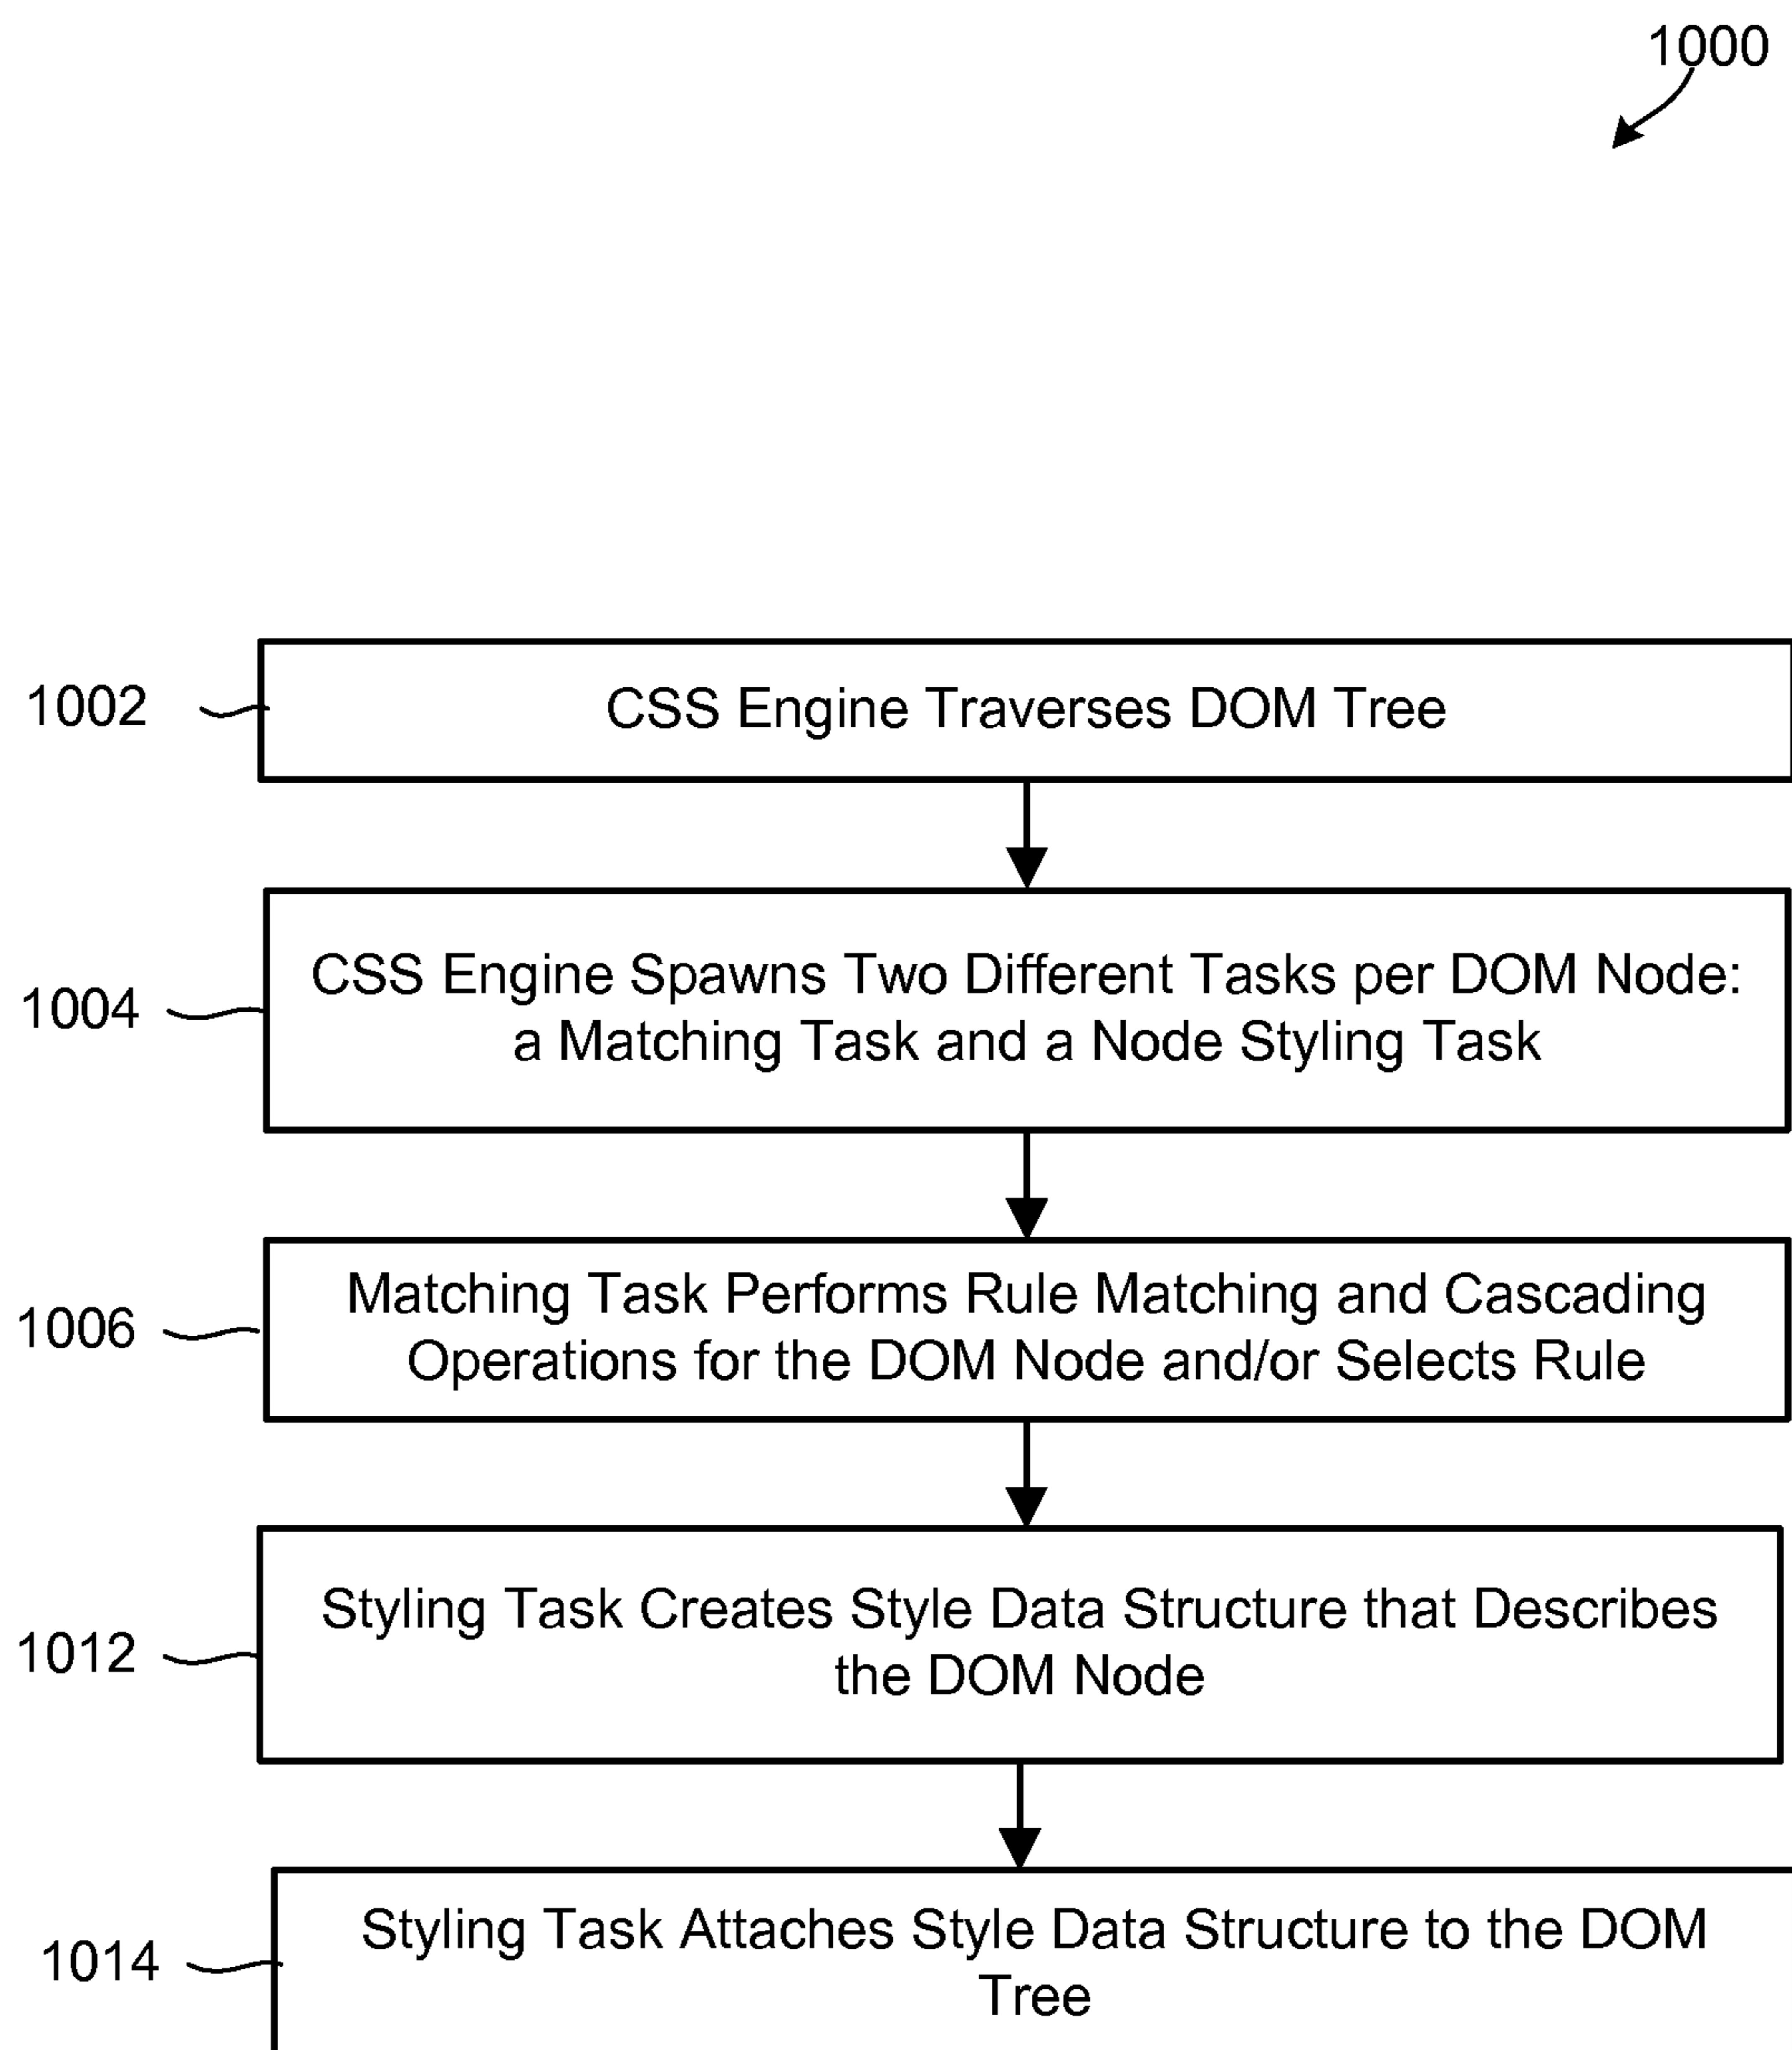 1000
1002
CSS Engine Traverses DOM Tree
1004
CSS Engine Spawns Two Different Tasks per DOM Node:
a Matching Task and a Node Styling Task
1006
Matching Task Performs Rule Matching and Cascading
Operations for the DOM Node and/or Selects Rule
1012
Styling Task Creates Style Data Structure that Describes
the DOM Node
1014
Styling Task Attaches Style Data Structure to the DOM
Tree